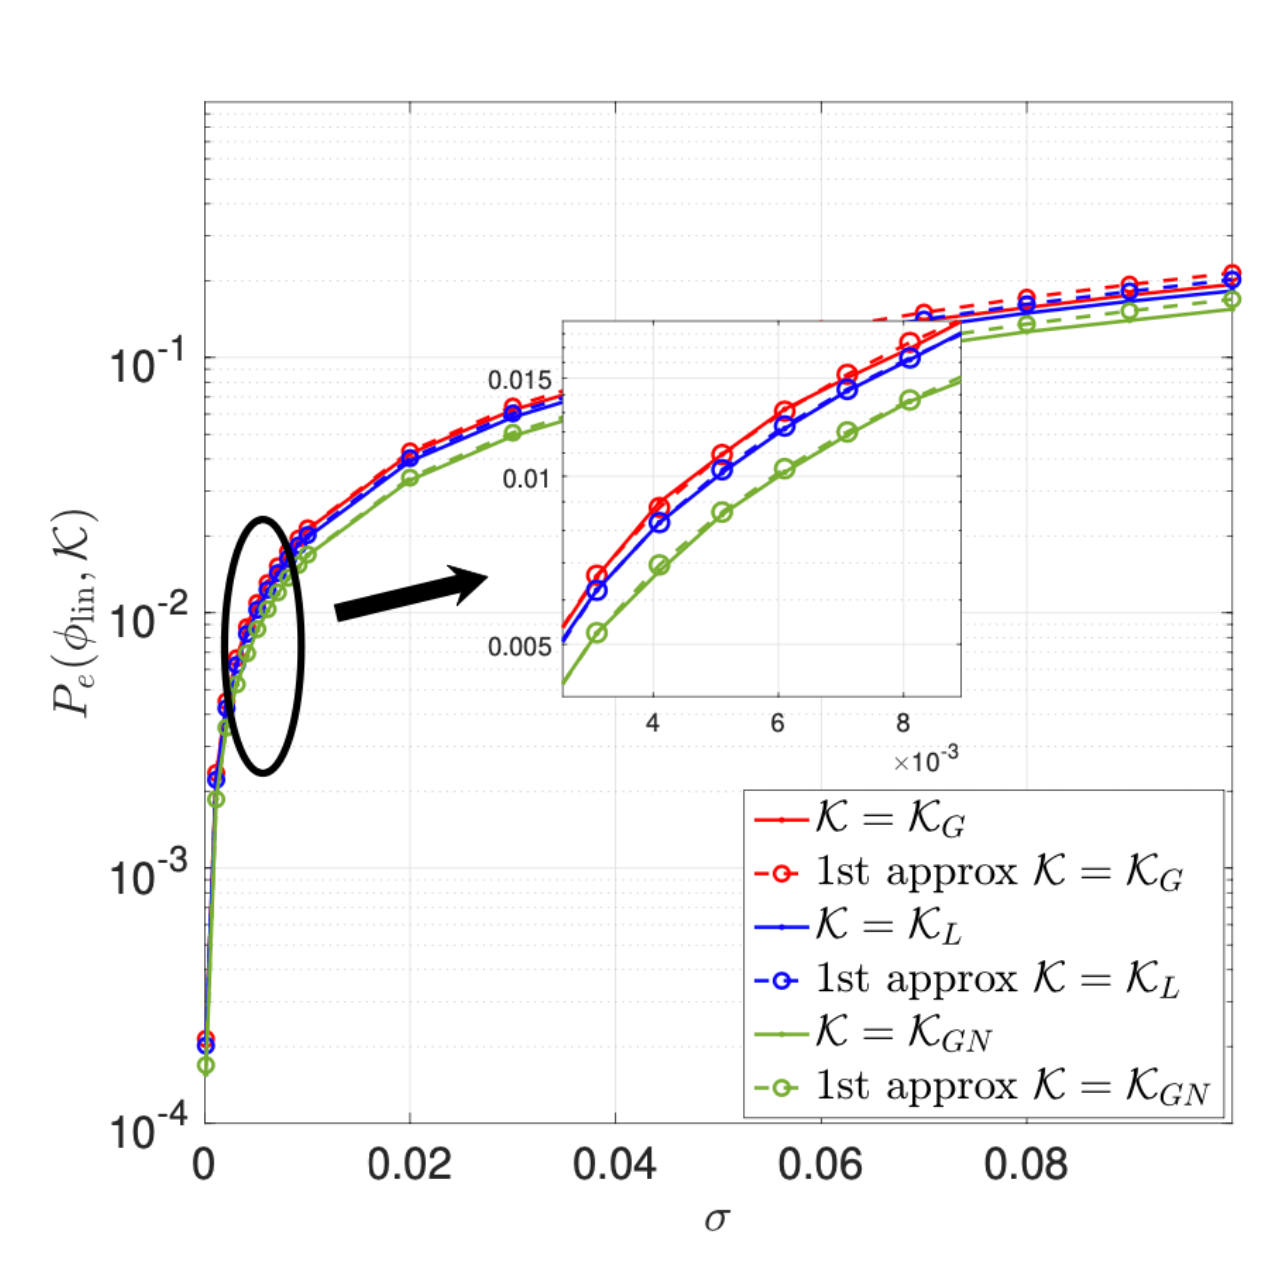 10⁻¹
10⁻²
10⁻³
10⁻⁴
P_e(ϕ_lin, 𝒦)
0 0.02 0.04 0.06 0.08
σ
0.015
0.01
0.005
4 6 8
×10⁻³
𝒦 = 𝒦_G
1st approx 𝒦 = 𝒦_G
𝒦 = 𝒦_L
1st approx 𝒦 = 𝒦_L
𝒦 = 𝒦_GN
1st approx 𝒦 = 𝒦_GN